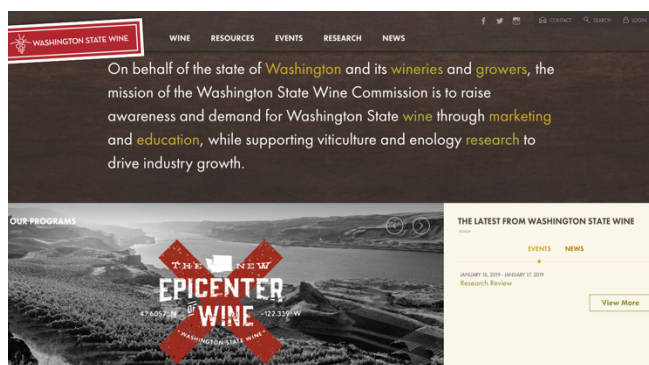 CONTACT SEARCH LOGIN
WASHINGTON STATE WINE
WINE RESOURCES EVENTS RESEARCH NEWS
On behalf of the state of Washington and its wineries and growers, the
mission of the Washington State Wine Commission is to raise
awareness and demand for Washington State wine through marketing
and education, while supporting viticulture and enology research to
drive industry growth.
OUR PROGRAMS
THE NEW
EPICENTER
OF
WINE
47.6057° N
-122.339° W
WASHINGTON STATE WINE
THE LATEST FROM WASHINGTON STATE WINE
EVENTS NEWS
JANUARY 16, 2019 - JANUARY 17, 2019
Research Review
View More